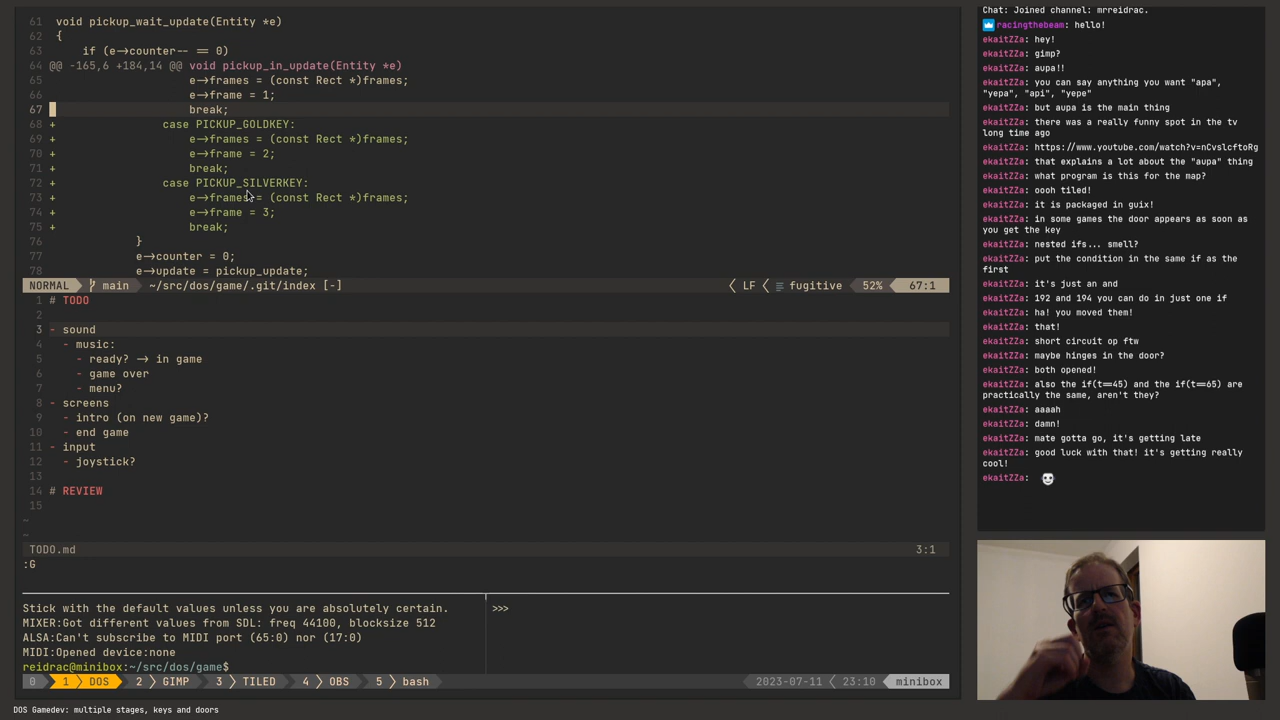 61 void pickup_wait_update(Entity *e)
62 {
63 if (e->counter-- == 0)
64 @@ -165,6 +184,14 @@ void pickup_in_update(Entity *e)
65 e->frames = (const Rect *)frames;
66 e->frame = 1;
67 break;
68 + case PICKUP_GOLDKEY:
69 + e->frames = (const Rect *)frames;
70 + e->frame = 2;
71 + break;
72 + case PICKUP_SILVERKEY:
73 + e->frames = (const Rect *)frames;
74 + e->frame = 3;
75 + break;
76 }
77 e->counter = 0;
78 e->update = pickup_update;
NORMAL main ~/src/dos/game/.git/index [-] LF fugitive 52% 67:1
1 # TODO
2
3 - sound
4 - music:
5 - ready? -> in game
6 - game over
7 - menu?
8 - screens
9 - intro (on new game)?
10 - end game
11 - input
12 - joystick?
13
14 # REVIEW
15
~
~
TODO.md 3:1
:G
Stick with the default values unless you are absolutely certain.
MIXER:Got different values from SDL: freq 44100, blocksize 512
ALSA:Can't subscribe to MIDI port (65:0) nor (17:0)
MIDI:Opened device:none
reidrac@minibox:~/src/dos/game$
>>>
0 1 DOS 2 GIMP 3 TILED 4 OBS 5 bash 2023-07-11 23:10 minibox
DOS Gamedev: multiple stages, keys and doors
Chat: Joined channel: mrreidrac.
racingthebeam: hello!
ekaitZZa: hey!
ekaitZZa: gimp?
ekaitZZa: aupa!!
ekaitZZa: you can say anything you want "apa",
"yepa", "api", "yepe"
ekaitZZa: but aupa is the main thing
ekaitZZa: there was a really funny spot in the tv
long time ago
ekaitZZa: https://www.youtube.com/watch?v=nCvslcftoRg
ekaitZZa: that explains a lot about the "aupa" thing
ekaitZZa: what program is this for the map?
ekaitZZa: oooh tiled!
ekaitZZa: it is packaged in guix!
ekaitZZa: in some games the door appears as soon as
you get the key
ekaitZZa: nested ifs... smell?
ekaitZZa: put the condition in the same if as the
first
ekaitZZa: it's just an and
ekaitZZa: 192 and 194 you can do in just one if
ekaitZZa: ha! you moved them!
ekaitZZa: that!
ekaitZZa: short circuit op ftw
ekaitZZa: maybe hinges in the door?
ekaitZZa: both opened!
ekaitZZa: also the if(t==45) and the if(t==65) are
practically the same, aren't they?
ekaitZZa: aaaah
ekaitZZa: damn!
ekaitZZa: mate gotta go, it's getting late
ekaitZZa: good luck with that! it's getting really
cool!
ekaitZZa: